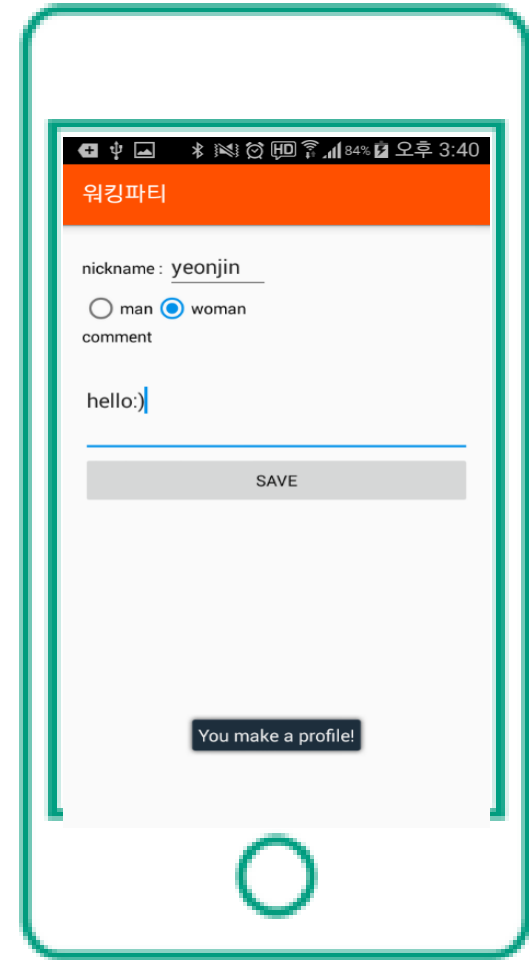 HD 84% 오후 3:40
워킹파티
nickname : yeonjin
man woman
comment
hello:)
SAVE
You make a profile!